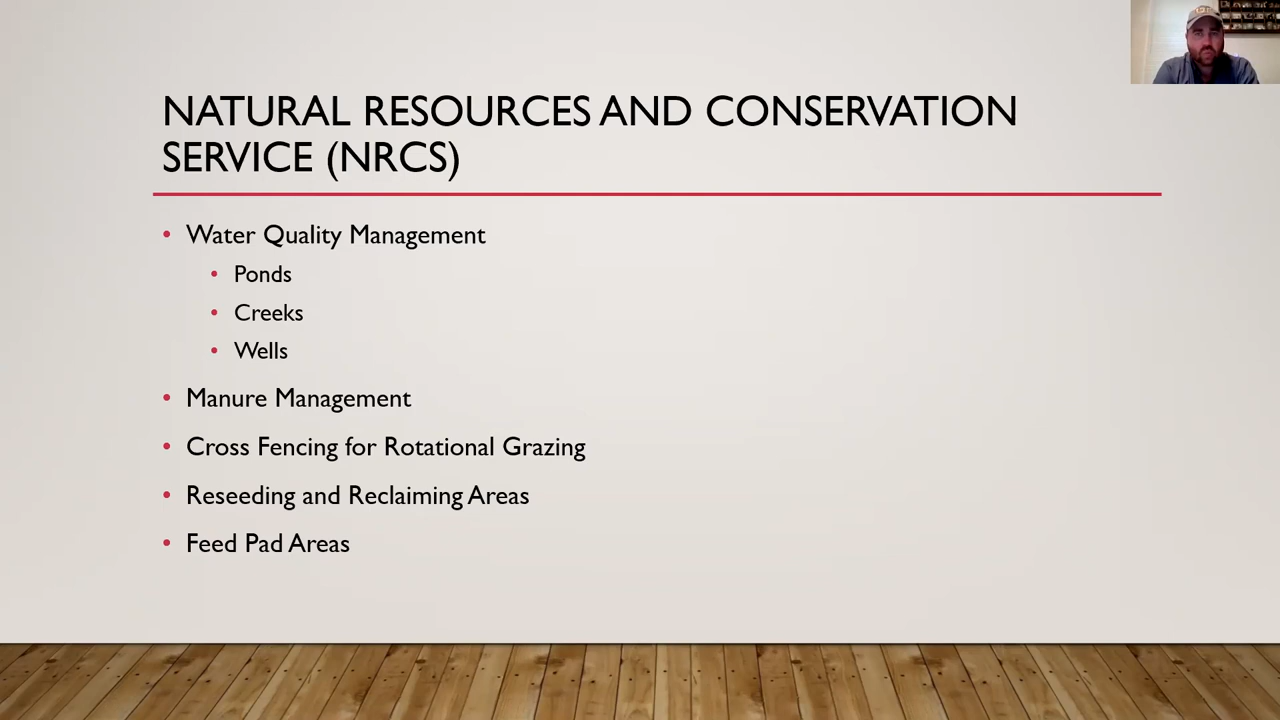 NATURAL RESOURCES AND CONSERVATION
SERVICE (NRCS)
• Water Quality Management
• Ponds
• Creeks
• Wells
• Manure Management
• Cross Fencing for Rotational Grazing
• Reseeding and Reclaiming Areas
• Feed Pad Areas